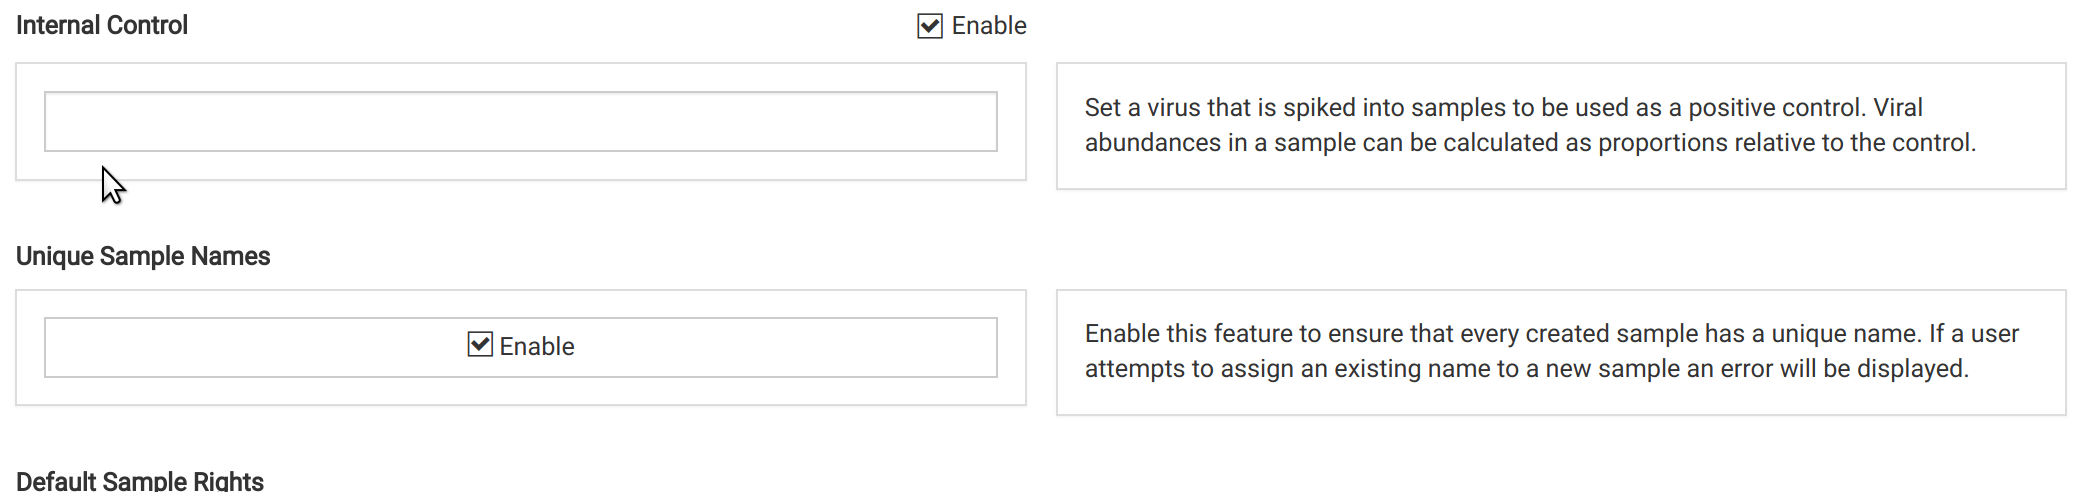 Internal Control
Enable
Set a virus that is spiked into samples to be used as a positive control. Viral
abundances in a sample can be calculated as proportions relative to the control.
Unique Sample Names
Enable
Enable this feature to ensure that every created sample has a unique name. If a user
attempts to assign an existing name to a new sample an error will be displayed.
Default Sample Rights